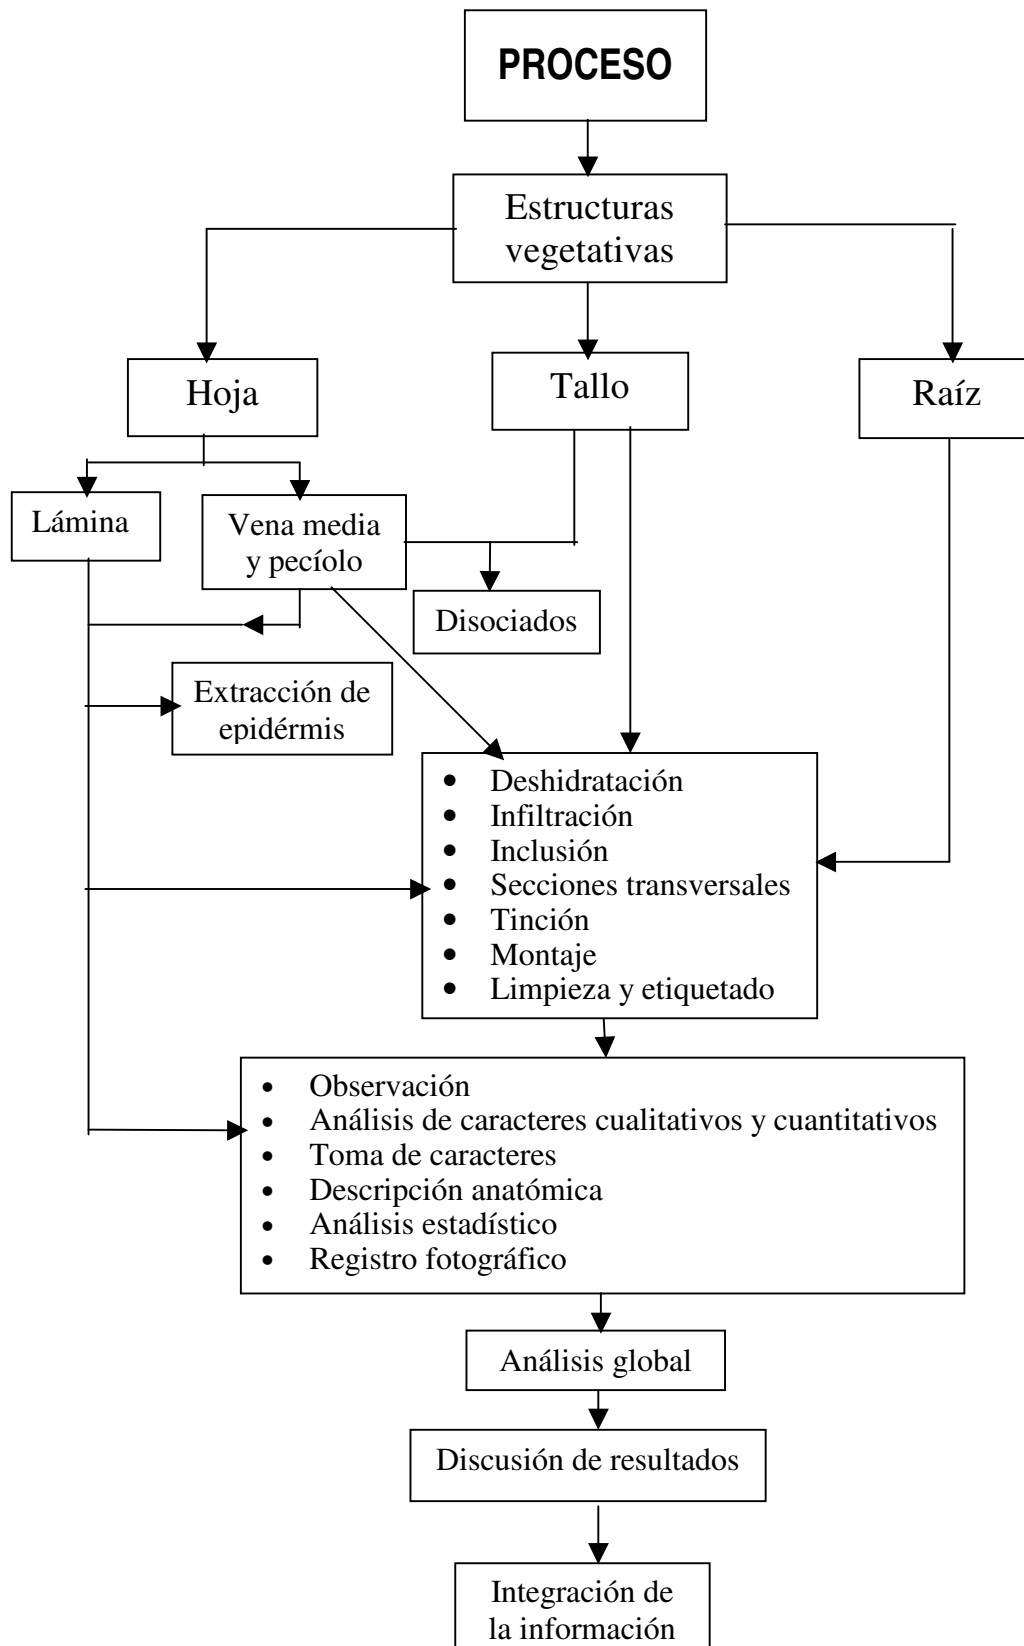 PROCESO
Estructuras
vegetativas
Hoja
Tallo
Raíz
Lámina
Vena media
y pecíolo
Disociados
Extracción de
epidérmis
• Deshidratación
• Infiltración
• Inclusión
• Secciones transversales
• Tinción
• Montaje
• Limpieza y etiquetado
• Observación
• Análisis de caracteres cualitativos y cuantitativos
• Toma de caracteres
• Descripción anatómica
• Análisis estadístico
• Registro fotográfico
Análisis global
Discusión de resultados
Integración de
la información